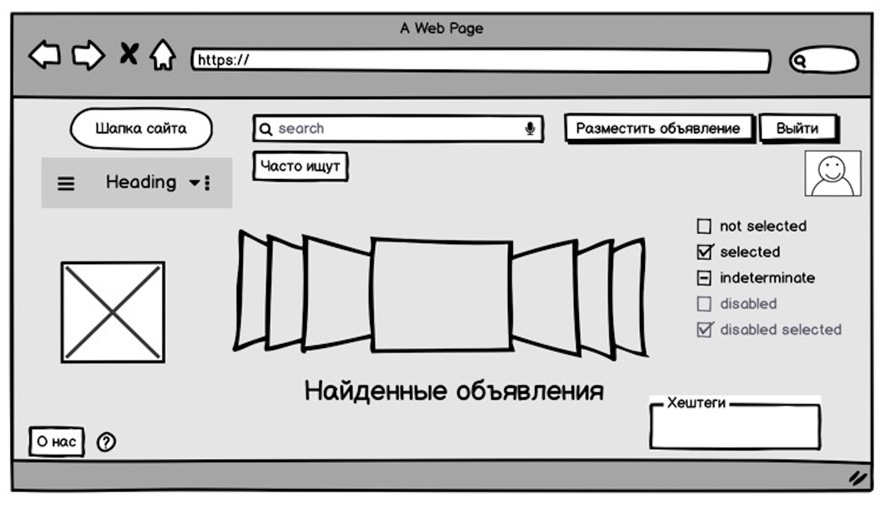 A Web Page
https://
Шапка сайта
search
Разместить объявление
Выйти
Часто ищут
Heading
not selected
selected
indeterminate
disabled
disabled selected
Найденные объявления
Хештеги
О нас
?